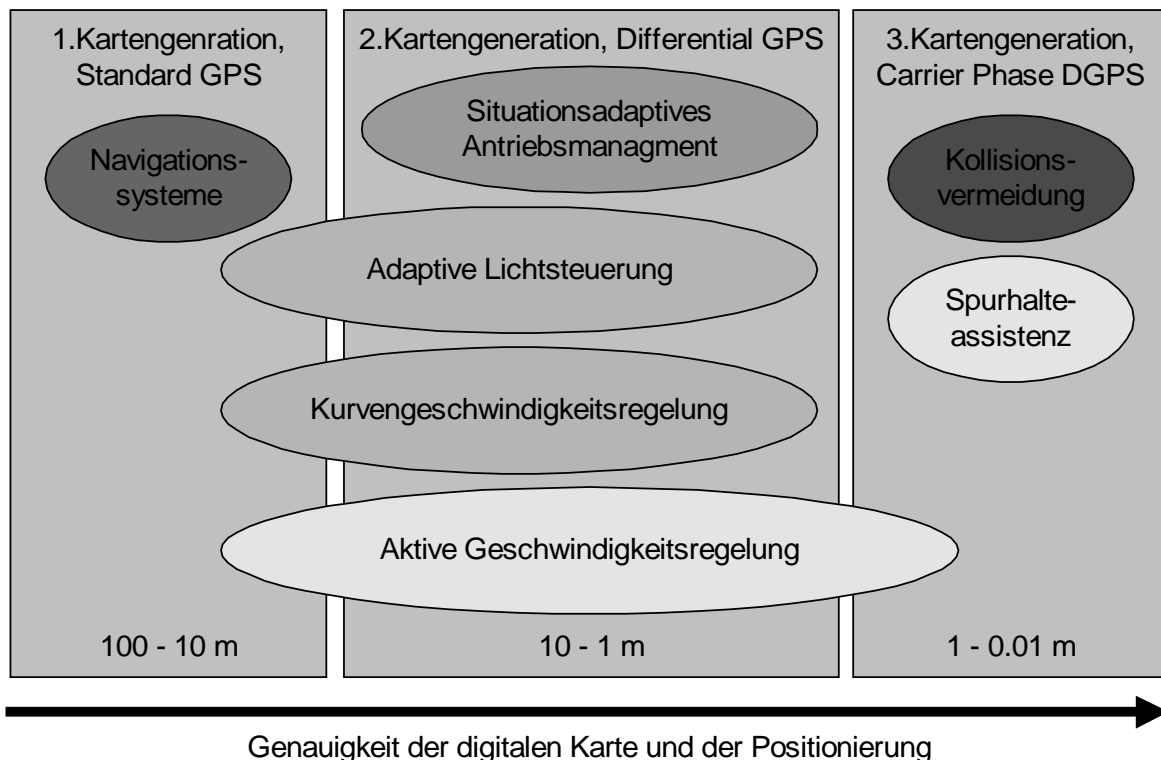 1.Kartengenration,
Standard GPS
2.Kartengeneration, Differential GPS
3.Kartengeneration,
Carrier Phase DGPS
Situationsadaptives
Antriebsmanagment
Navigations-
systeme
Kollisions-
vermeidung
Adaptive Lichtsteuerung
Spurhalte-
assistenz
Kurvengeschwindigkeitsregelung
Aktive Geschwindigkeitsregelung
100 - 10 m
10 - 1 m
1 - 0.01 m
Genauigkeit der digitalen Karte und der Positionierung